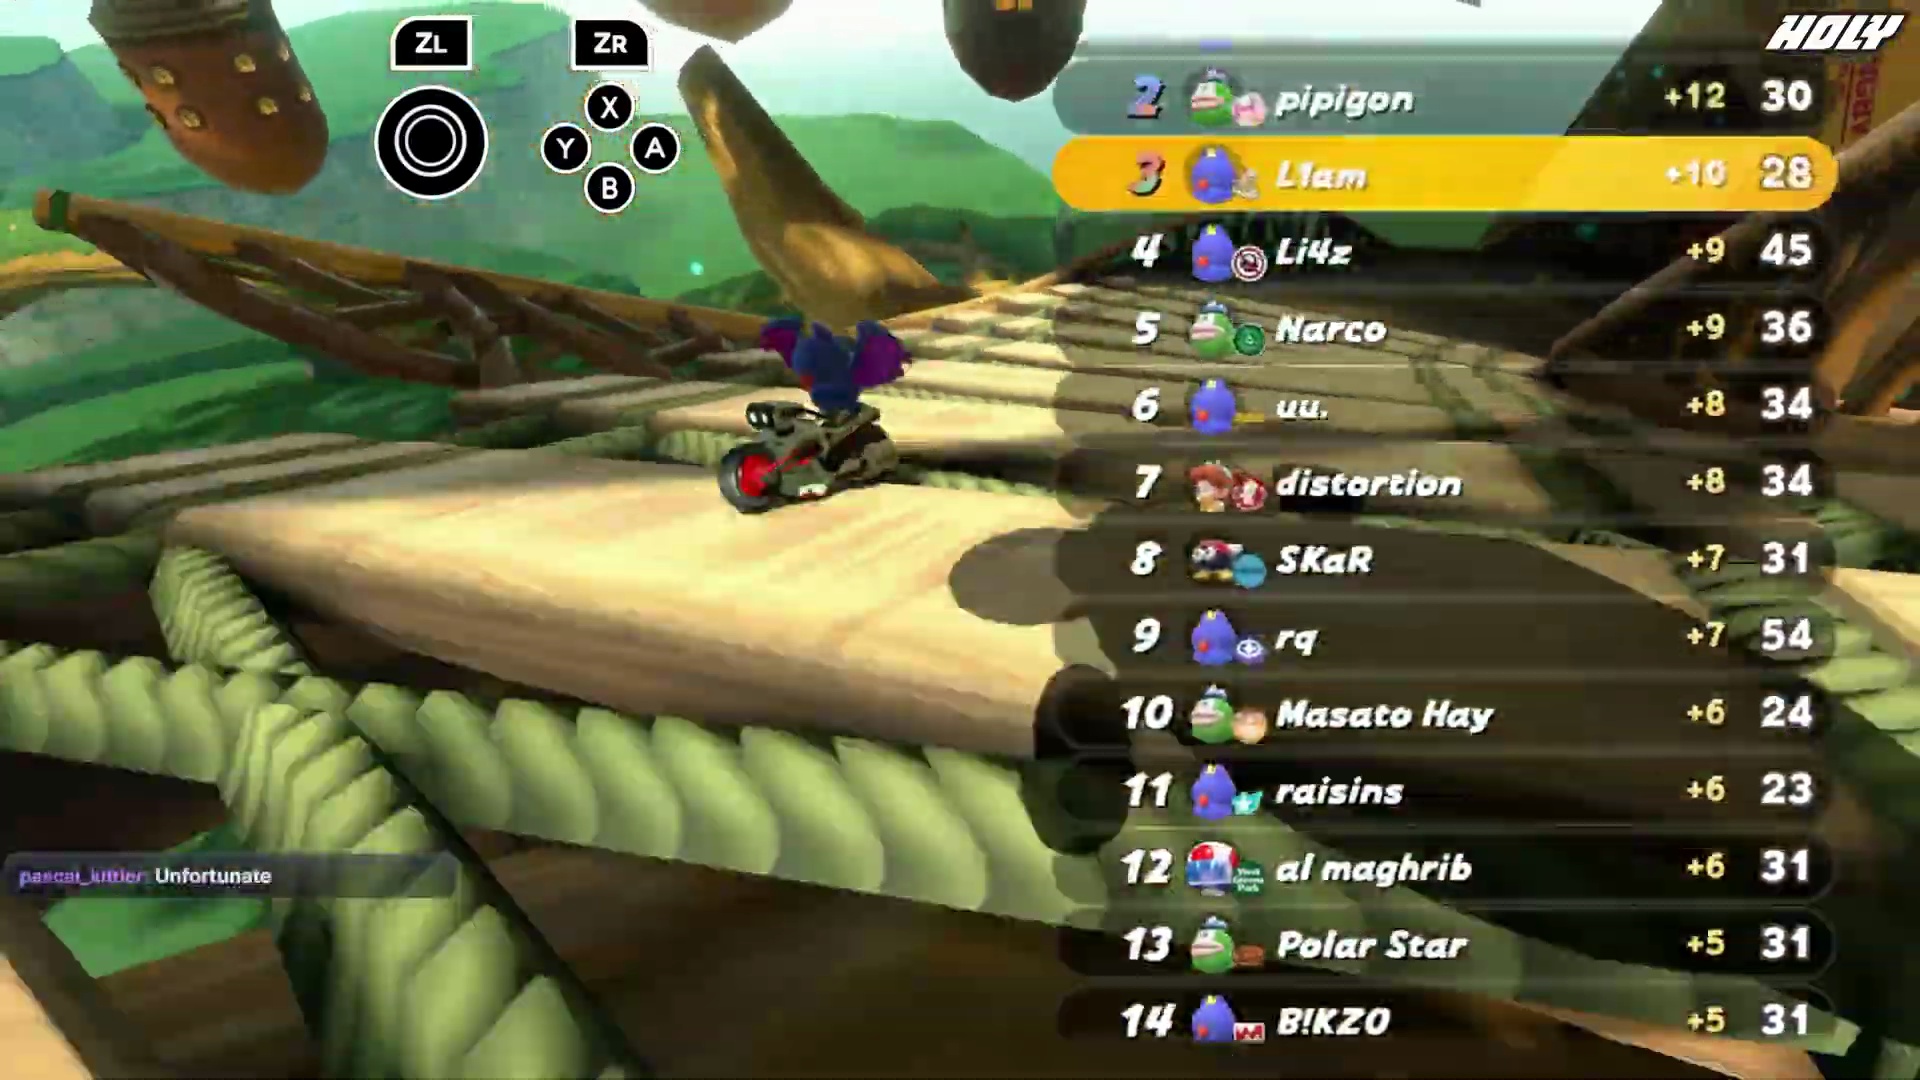 ZL
ZR
X
Y
A
B
HOLY
2 pipigon +12 30
3 L1am +10 28
4 Li4z +9 45
5 Narco +9 36
6 uu. +8 34
7 distortion +8 34
8 SKaR +7 31
9 rq +7 54
10 Masato Hay +6 24
11 raisins +6 23
12 al maghrib +6 31
13 Polar Star +5 31
14 B!KZO +5 31
Unfortunate